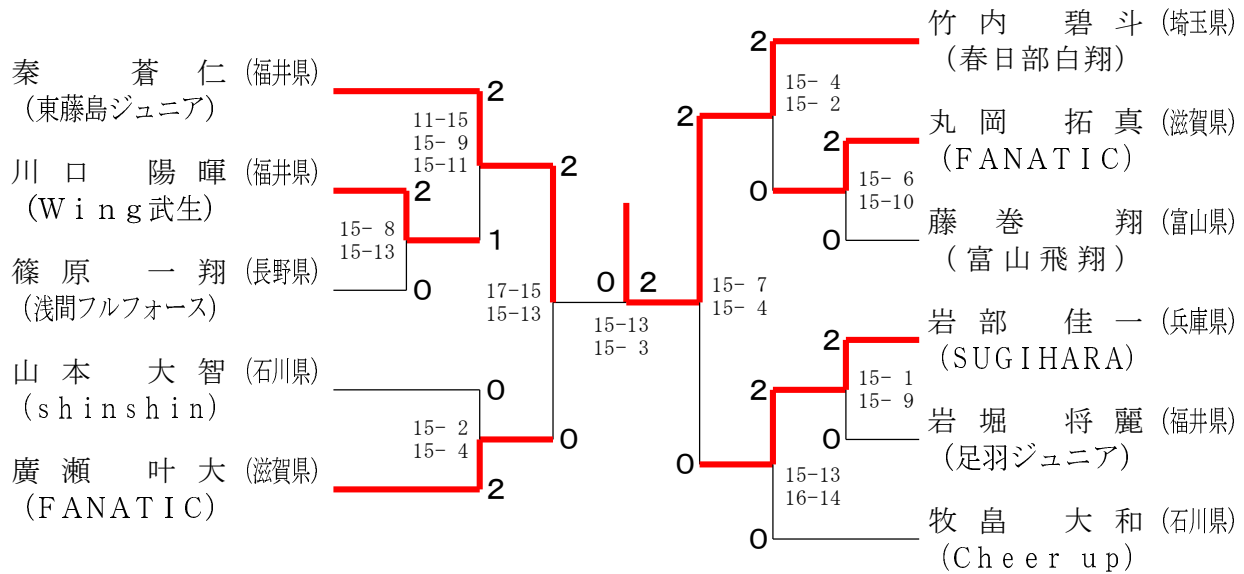 秦 蒼仁 (福井県)
(東藤島ジュニア)
川口 陽暉 (福井県)
(Wing武生)
篠原 一翔 (長野県)
(浅間フルフォース)
山本 大智 (石川県)
(shinshin)
廣瀬 叶大 (滋賀県)
(FANATIC)
2
11-15
15- 9
15-11
2
15- 8
15-13
1
0
2
17-15
15-13
0
15- 2
15- 4
2
0
0 2
15-13
15- 3
2
15- 7
15- 4
0
2
15- 4
15- 2
0
2
15- 6
15-10
0
2
15- 1
15- 9
0
2
15-13
16-14
0
竹内 碧斗 (埼玉県)
(春日部白翔)
丸岡 拓真 (滋賀県)
(FANATIC)
藤巻 翔 (富山県)
(富山飛翔)
岩部 佳一 (兵庫県)
(SUGIHARA)
岩堀 将麗 (福井県)
(足羽ジュニア)
牧畠 大和 (石川県)
(Cheer up)